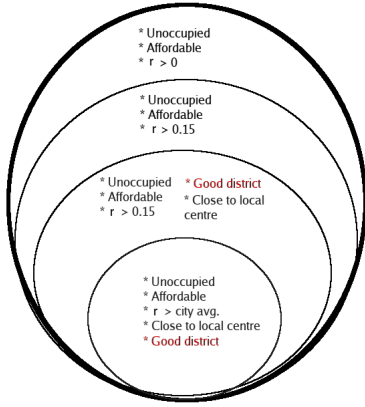 * Unoccupied
* Affordable
* r > 0
* Unoccupied
* Affordable
* r > 0.15
* Unoccupied
* Affordable
* r > 0.15
* Good district
* Close to local
centre
* Unoccupied
* Affordable
* r > city avg.
* Close to local centre
* Good district